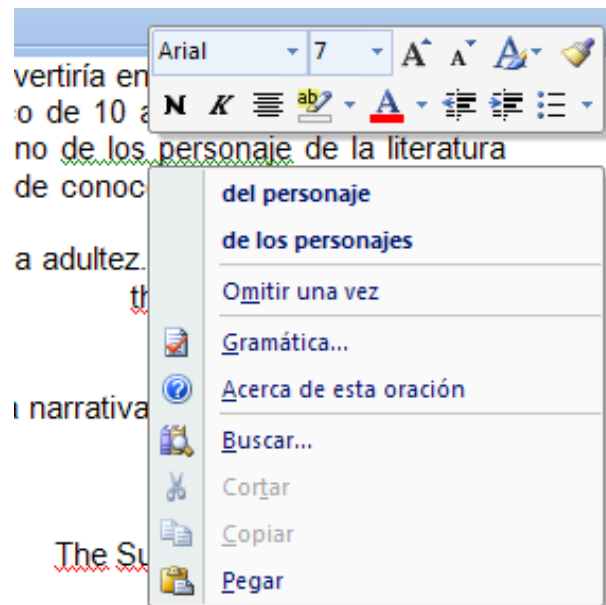 Arial 7 A A A
vertiría en
o de 10 a
N K A
no de los personaje de la literatura
de conoc
del personaje
de los personajes
a adultez.
Omitir una vez
th
Gramática...
Acerca de esta oración
narrativa
Buscar...
Cortar
Copiar
The Su
Pegar